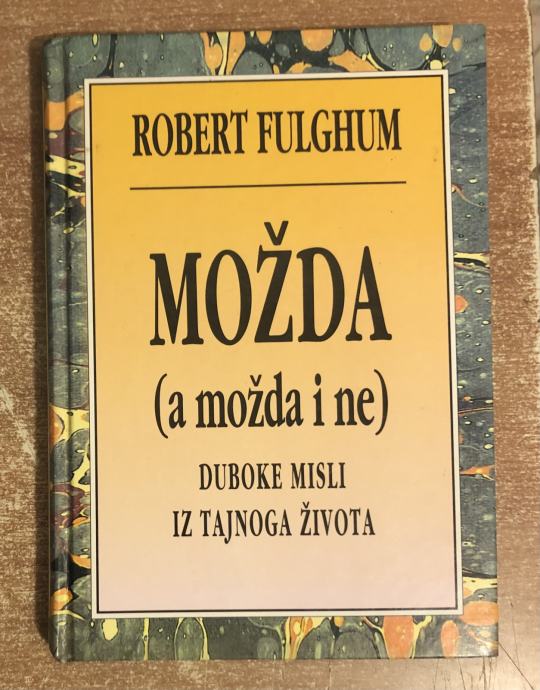 ROBERT FULGHUM
MOŽDA
(a možda i ne)
DUBOKE MISLI
IZ TAJNOGA ŽIVOTA